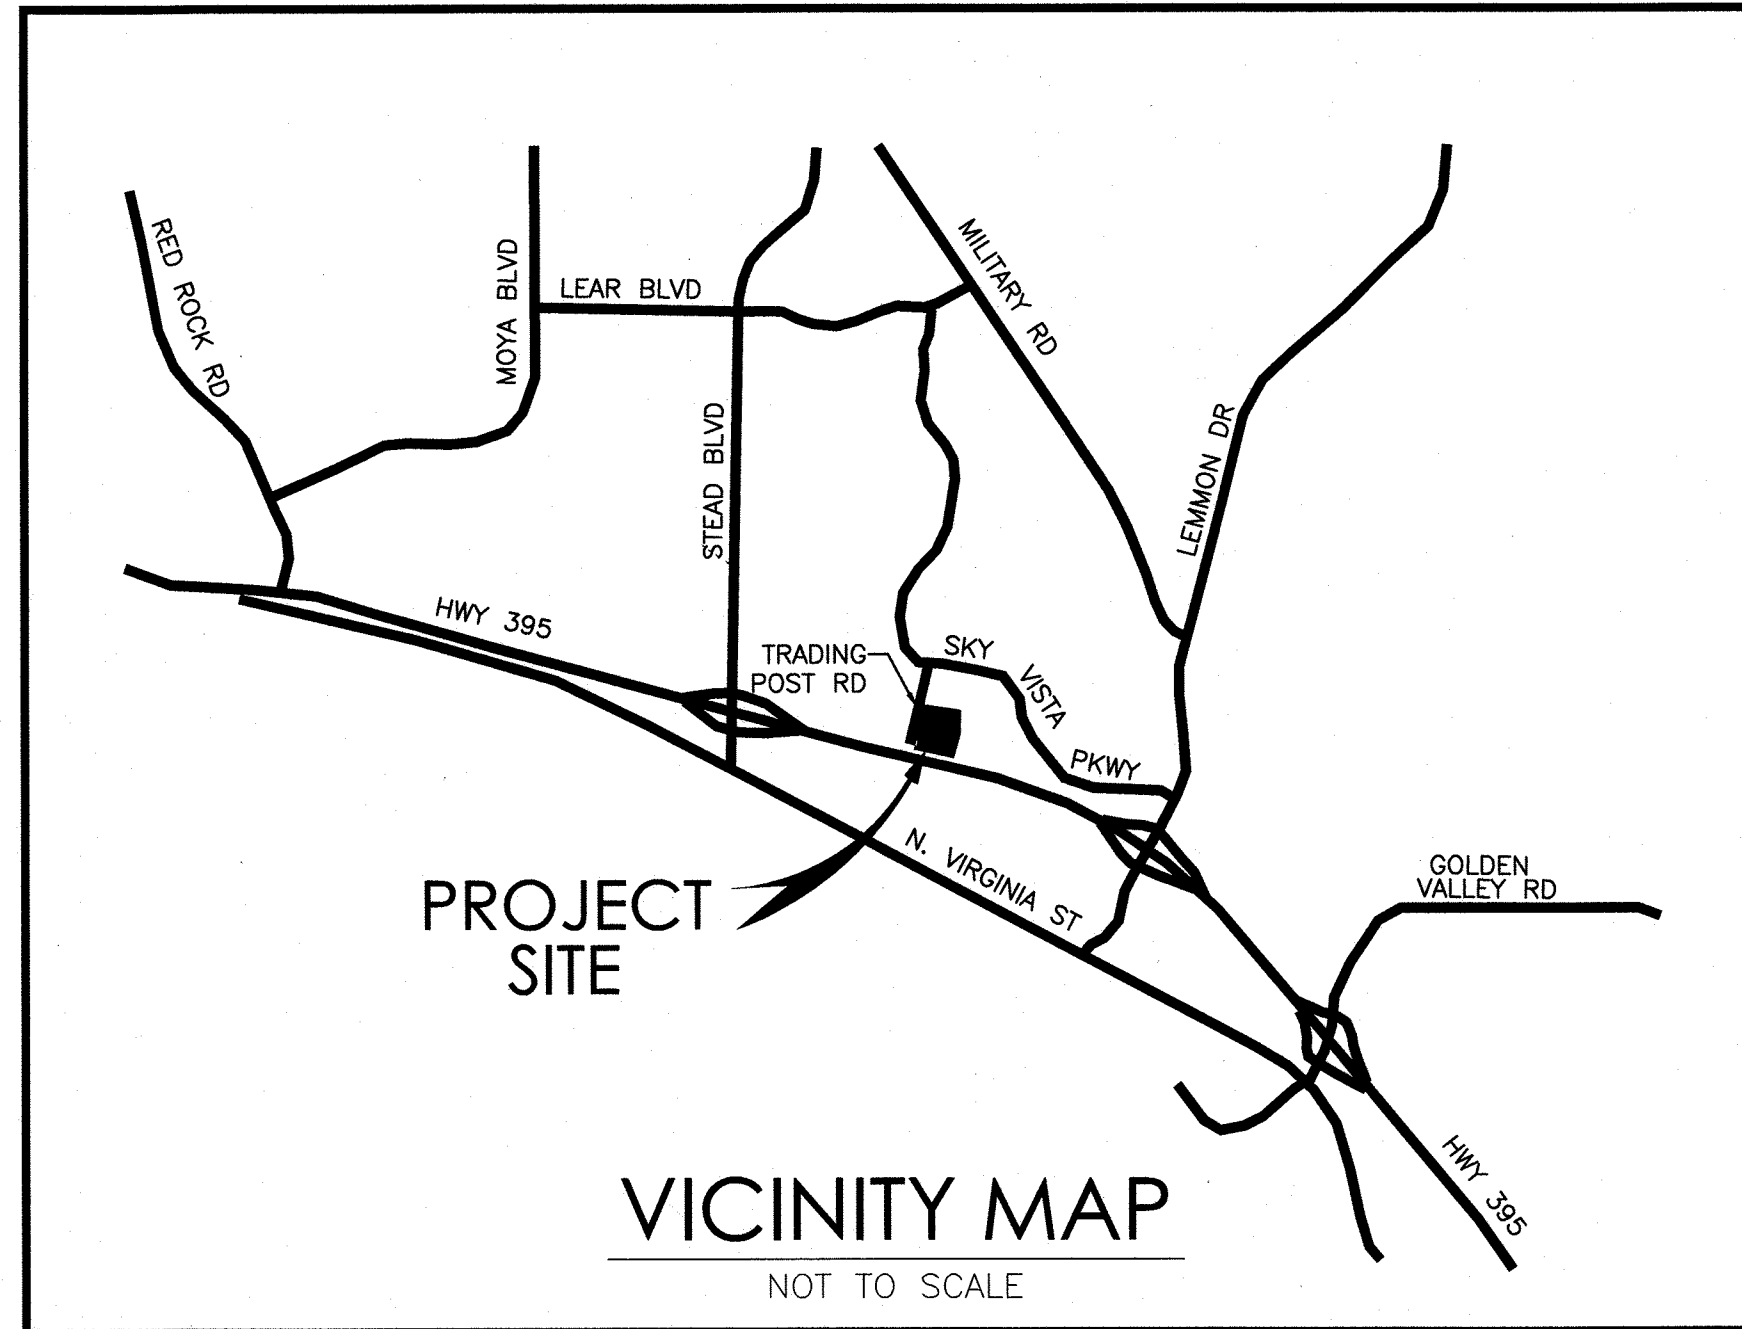 RED ROCK RD
MOYA BLVD
LEAR BLVD
STEAD BLVD
MILITARY RD
LEMMON DR
HWY 395
TRADING
POST RD
SKY VISTA PKWY
N. VIRGINIA ST
GOLDEN
VALLEY RD
PROJECT
SITE
HWY 395
VICINITY MAP
NOT TO SCALE